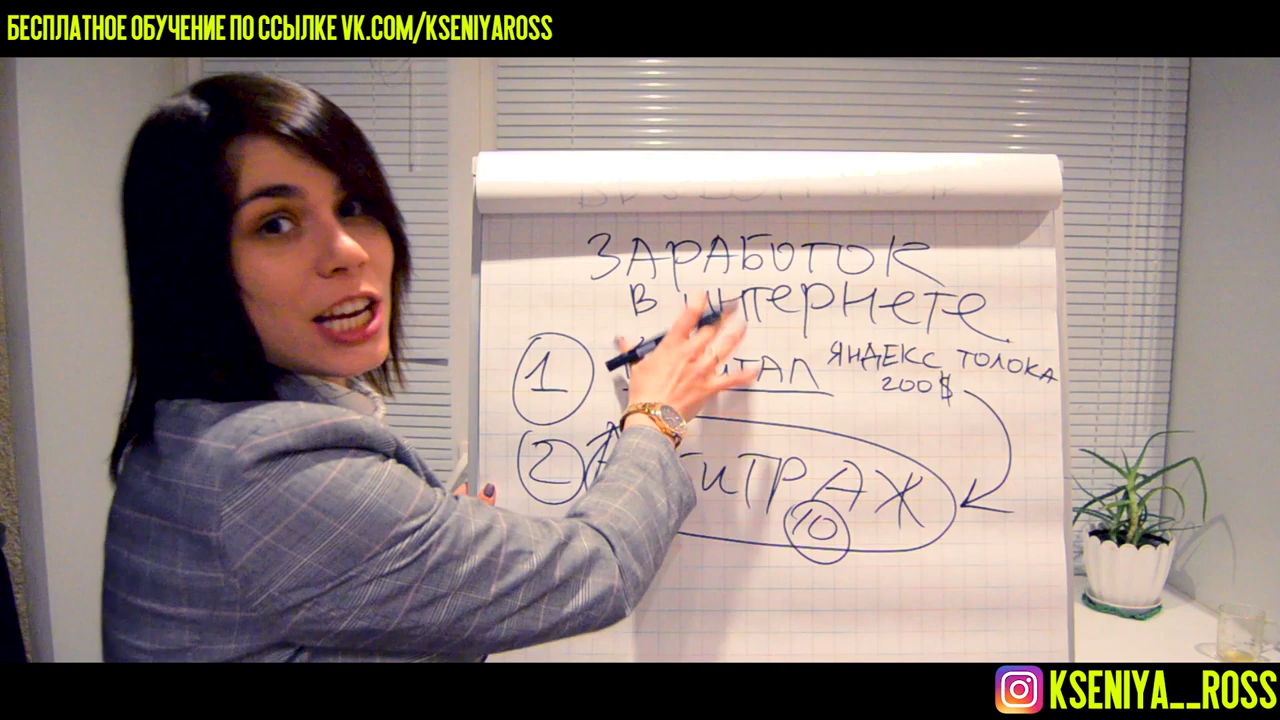 БЕСПЛАТНОЕ ОБУЧЕНИЕ ПО ССЫЛКЕ VK.COM/KSENIYAROSS
ЗАРАБОТОК
В ИНТЕРНЕТЕ
1
ЯНДЕКС ТОЛОКА
200$
2
10
KSENIYA__ROSS